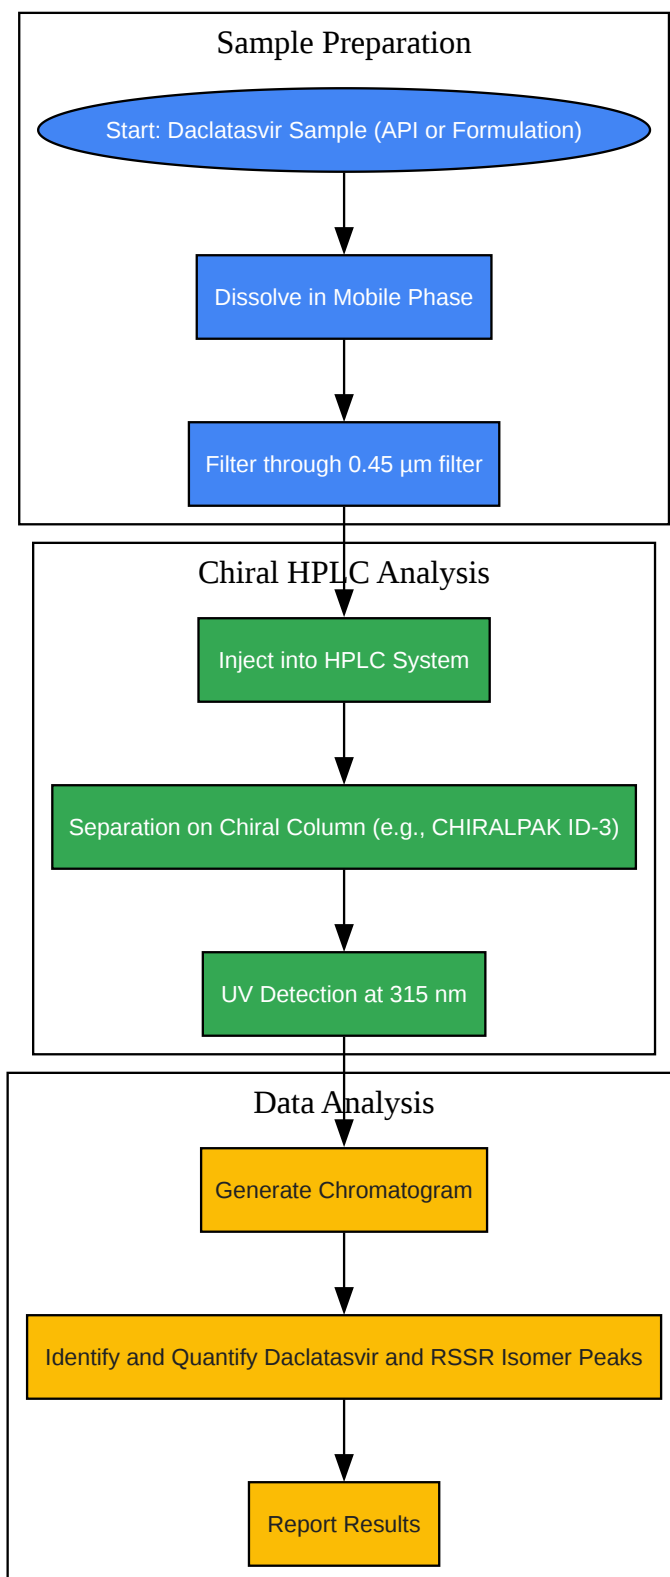 Sample Preparation
Start: Daclatasvir Sample (API or Formulation)
Dissolve in Mobile Phase
Filter through 0.45 µm filter
Chiral HPLC Analysis
Inject into HPLC System
Separation on Chiral Column (e.g., CHIRALPAK ID-3)
UV Detection at 315 nm
Data Analysis
Generate Chromatogram
Identify and Quantify Daclatasvir and RSSR Isomer Peaks
Report Results